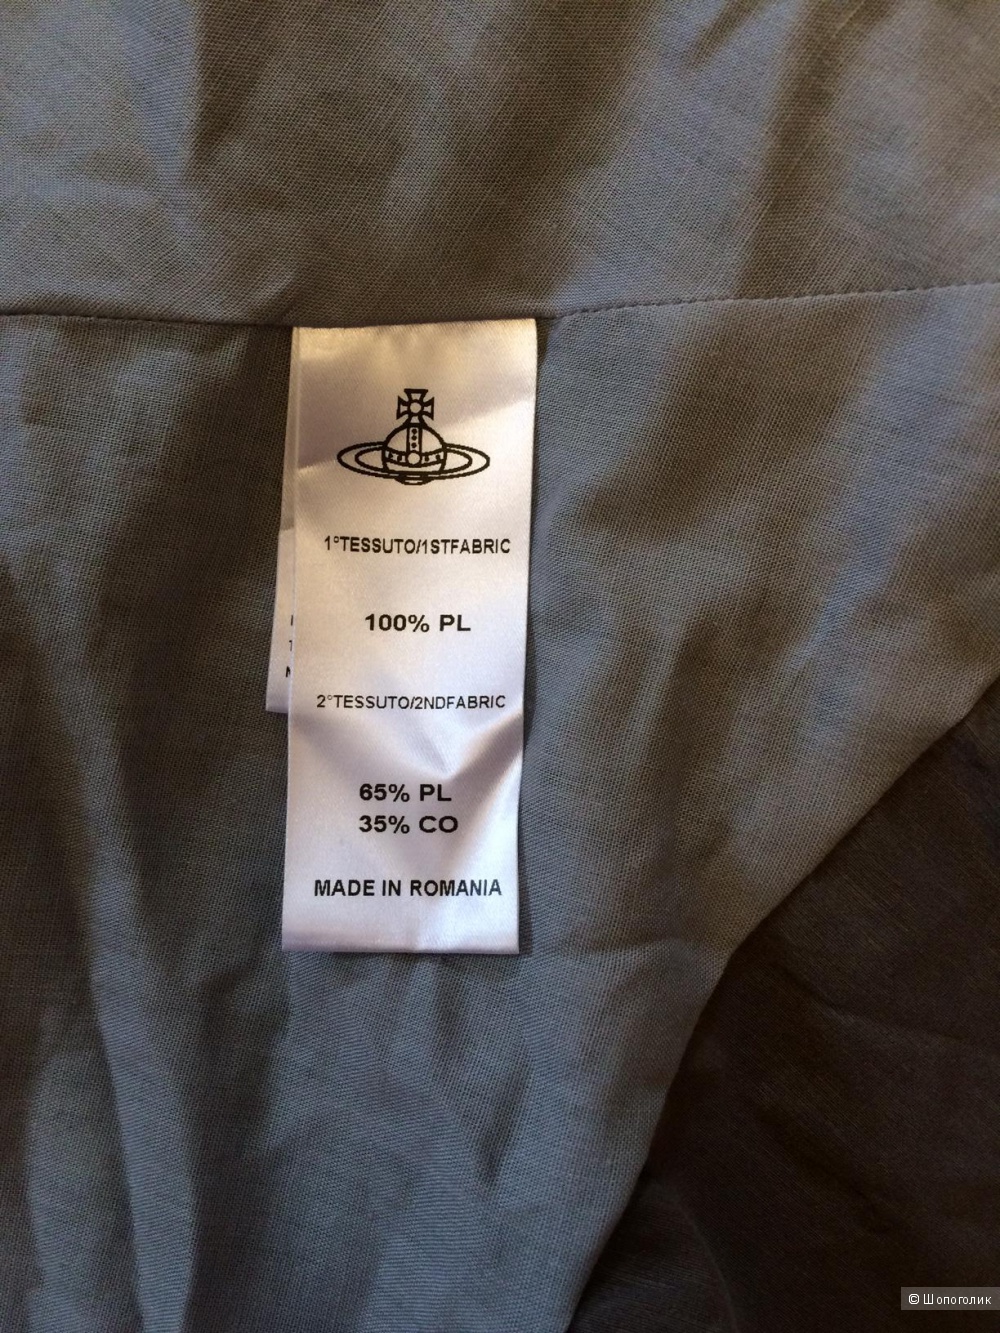 1°TESSUTO/1STFABRIC
100% PL
2°TESSUTO/2NDFABRIC
65% PL
35% CO
MADE IN ROMANIA
© Шопоголик